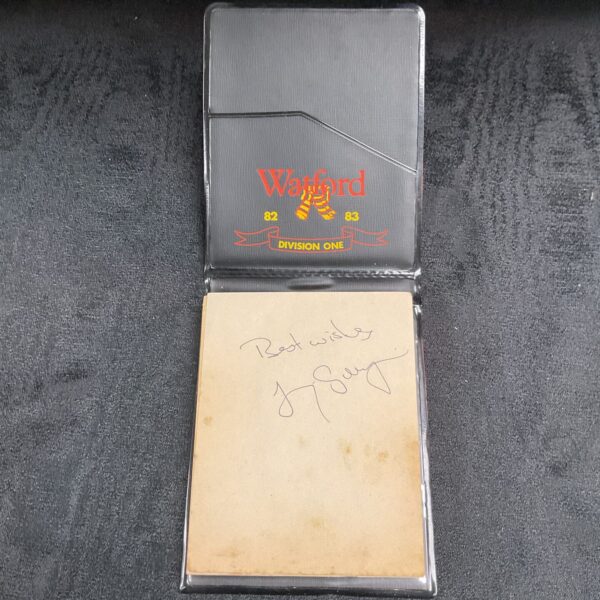 Watford
82 83
DIVISION ONE
Best wishes